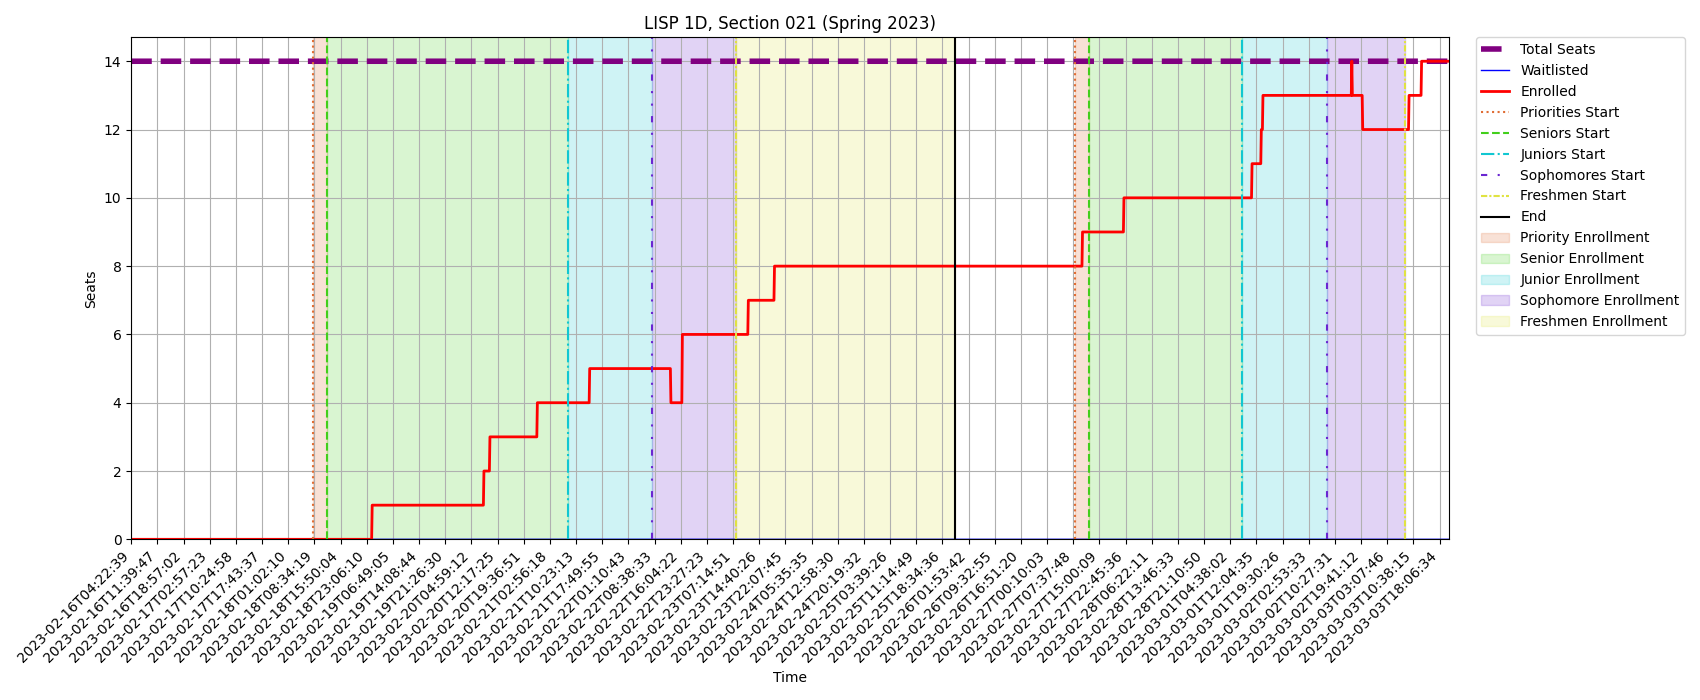 LISP 1D, Section 021 (Spring 2023)
14
12
10
8
6
4
2
0
Seats
2023-02-16T04:22:39
2023-02-16T11:39:47
2023-02-16T18:57:02
2023-02-17T02:57:23
2023-02-17T10:24:58
2023-02-17T17:43:37
2023-02-18T01:02:10
2023-02-18T08:34:19
2023-02-18T15:50:04
2023-02-18T23:06:10
2023-02-19T06:49:05
2023-02-19T14:08:44
2023-02-19T21:26:30
2023-02-20T04:59:12
2023-02-20T12:17:25
2023-02-20T19:36:51
2023-02-21T02:56:18
2023-02-21T10:23:13
2023-02-21T17:49:55
2023-02-22T01:10:43
2023-02-22T08:38:33
2023-02-22T16:04:22
2023-02-22T23:27:23
2023-02-23T07:14:51
2023-02-23T14:40:26
2023-02-23T22:07:45
2023-02-24T05:35:35
2023-02-24T12:58:30
2023-02-24T20:19:32
2023-02-25T03:39:26
2023-02-25T11:14:49
2023-02-25T18:34:36
2023-02-26T01:53:42
2023-02-26T09:32:55
2023-02-26T16:51:20
2023-02-27T00:10:03
2023-02-27T07:37:48
2023-02-27T15:00:09
2023-02-27T22:45:36
2023-02-28T06:22:11
2023-02-28T13:46:33
2023-02-28T21:10:50
2023-03-01T04:38:02
2023-03-01T12:04:35
2023-03-01T19:30:26
2023-03-02T02:53:33
2023-03-02T10:27:31
2023-03-02T19:41:12
2023-03-03T03:07:46
2023-03-03T10:38:15
2023-03-03T18:06:34
Time
Total Seats
Waitlisted
Enrolled
Priorities Start
Seniors Start
Juniors Start
Sophomores Start
Freshmen Start
End
Priority Enrollment
Senior Enrollment
Junior Enrollment
Sophomore Enrollment
Freshmen Enrollment